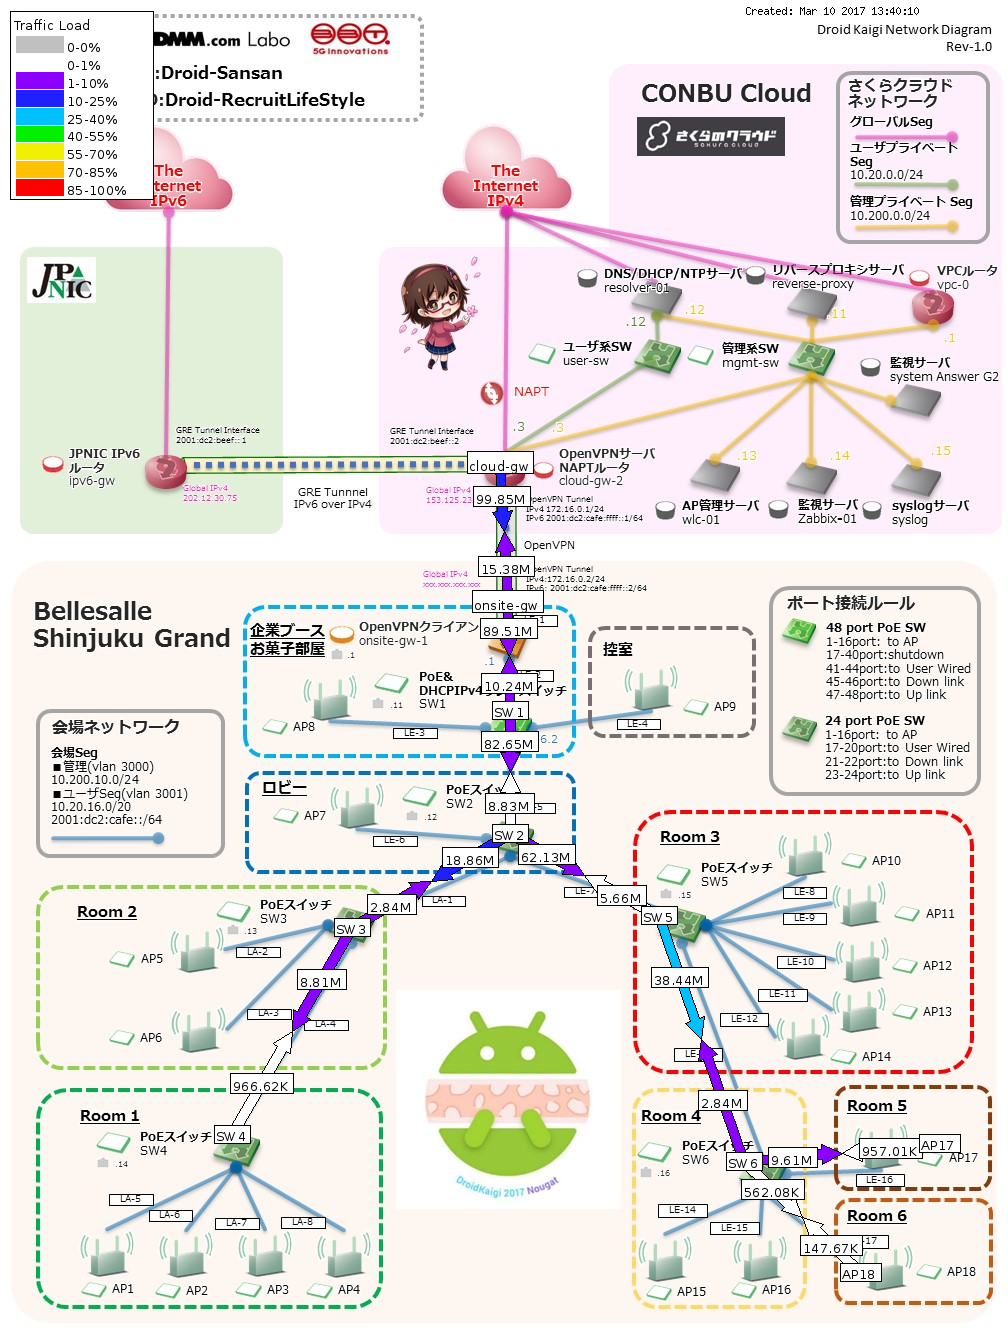 Created: Mar 10 2017 13:40:10
Droid Kaigi Network Diagram
Rev-1.0
Traffic Load
0-0%
0-1%
1-10%
10-25%
25-40%
40-55%
55-70%
70-85%
85-100%
DMM.com Labo
5G innovations
:Droid-Sansan
:Droid-RecruitLifeStyle
The
Internet
IPv6
The
Internet
IPv4
CONBU Cloud
さくらのクラウド
SAKURA CLOUD
さくらクラウド
ネットワーク
グローバルSeg
ユーザプライベート
Seg
10.20.0.0/24
管理プライベート Seg
10.200.0.0/24
JPNIC
DNS/DHCP/NTPサーバ
resolver-01
リバースプロキシサーバ
reverse-proxy
VPCルータ
vpc-0
.12
.12
.11
.1
ユーザ系SW
user-sw
管理系SW
mgmt-sw
監視サーバ
system Answer G2
NAPT
.3
.3
.13
.14
.15
GRE Tunnel Interface
2001:dc2:beef::1
GRE Tunnel Interface
2001:dc2:beef::2
JPNIC IPv6
ルータ
ipv6-gw
Global IPv4
202.12.30.75
GRE Tunnnel
IPv6 over IPv4
cloud-gw
Global IPv4
153.125.23
OpenVPNサーバ
NAPTルータ
cloud-gw-2
99.85M
OpenVPN Tunnel
IPv4 172.16.0.1/24
IPv6 2001:dc2:cafe:ffff::1/64
AP管理サーバ
wlc-01
監視サーバ
Zabbix-01
syslogサーバ
syslog
OpenVPN
15.38M
Global IPv4
xxx.xxx.xxx.xxx
OpenVPN Tunnel
IPv4:172.16.0.2/24
IPv6: 2001:dc2:cafe:ffff::2/64
Bellesalle
Shinjuku Grand
onsite-gw
企業ブース
お菓子部屋
OpenVPNクライアン
onsite-gw-1
.1
89.51M
.1
控室
PoE&
DHCPIPv4
スイッチ
SW1
.11
10.24M
SW1
AP8
LE-3
6.2
LE-4
AP9
82.65M
ポート接続ルール
48 port PoE SW
1-16port: to AP
17-40port:shutdown
41-44port:to User Wired
45-46port:to Down link
47-48port:to Up link
24 port PoE SW
1-16port: to AP
17-20port:to User Wired
21-22port:to Down link
23-24port:to Up link
会場ネットワーク
会場Seg
■管理(vlan 3000)
10.200.10.0/24
■ユーザSeg(vlan 3001)
10.20.16.0/20
2001:dc2:cafe::/64
ロビー
AP7
PoEスイッ
SW2
.12
8.83M
LE-6
SW2
18.86M
62.13M
Room 3
PoEスイッチ
SW5
.15
AP10
LE-8
AP11
LE-9
LE-10
AP12
LE-11
AP13
LE-12
AP14
LA-1
2.84M
5.66M
SW5
38.44M
Room 2
PoEスイッチ
SW3
.13
SW3
LA-2
AP5
8.81M
LA-3
LA-4
AP6
966.62K
Room 1
PoEスイッチ
SW4
.14
SW4
LA-5
LA-6
LA-7
LA-8
AP1
AP2
AP3
AP4
DroidKaigi 2017 Nougat
2.84M
Room 4
PoEスイッチ
SW6
.16
SW6
9.61M
562.08K
LE-14
LE-15
AP15
AP16
Room 5
957.01K
AP17
AP17
LE-16
Room 6
147.67K
-17
AP18
AP18